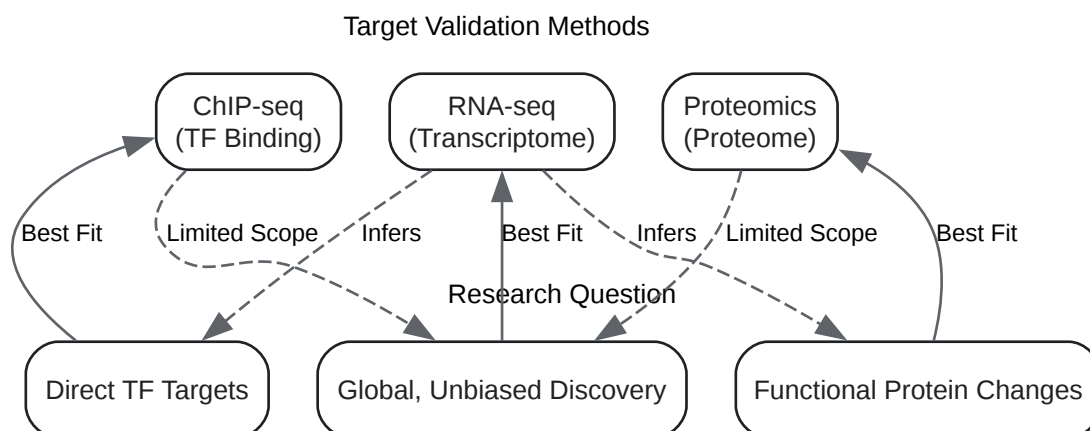 Target Validation Methods
ChIP-seq
(TF Binding)
RNA-seq
(Transcriptome)
Proteomics
(Proteome)
Best Fit
Limited Scope
Infers
Best Fit
Infers
Limited Scope
Best Fit
Research Question
Direct TF Targets
Global, Unbiased Discovery
Functional Protein Changes